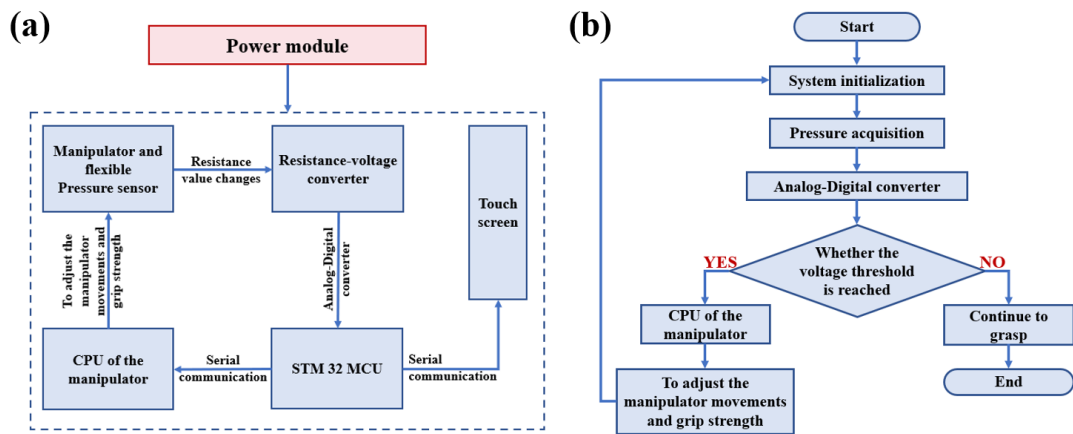 (a)
Power module
Manipulator and
flexible
Pressure sensor
Resistance
value changes
Resistance-voltage
converter
Touch
screen
To adjust the
manipulator
movements and
grip strength
Analog-Digital
converter
CPU of the
manipulator
Serial
communication
STM 32 MCU
Serial
communication
(b)
Start
System initialization
Pressure acquisition
Analog-Digital converter
Whether the
voltage threshold
is reached
YES
NO
CPU of the
manipulator
Continue to
grasp
To adjust the
manipulator movements
and grip strength
End